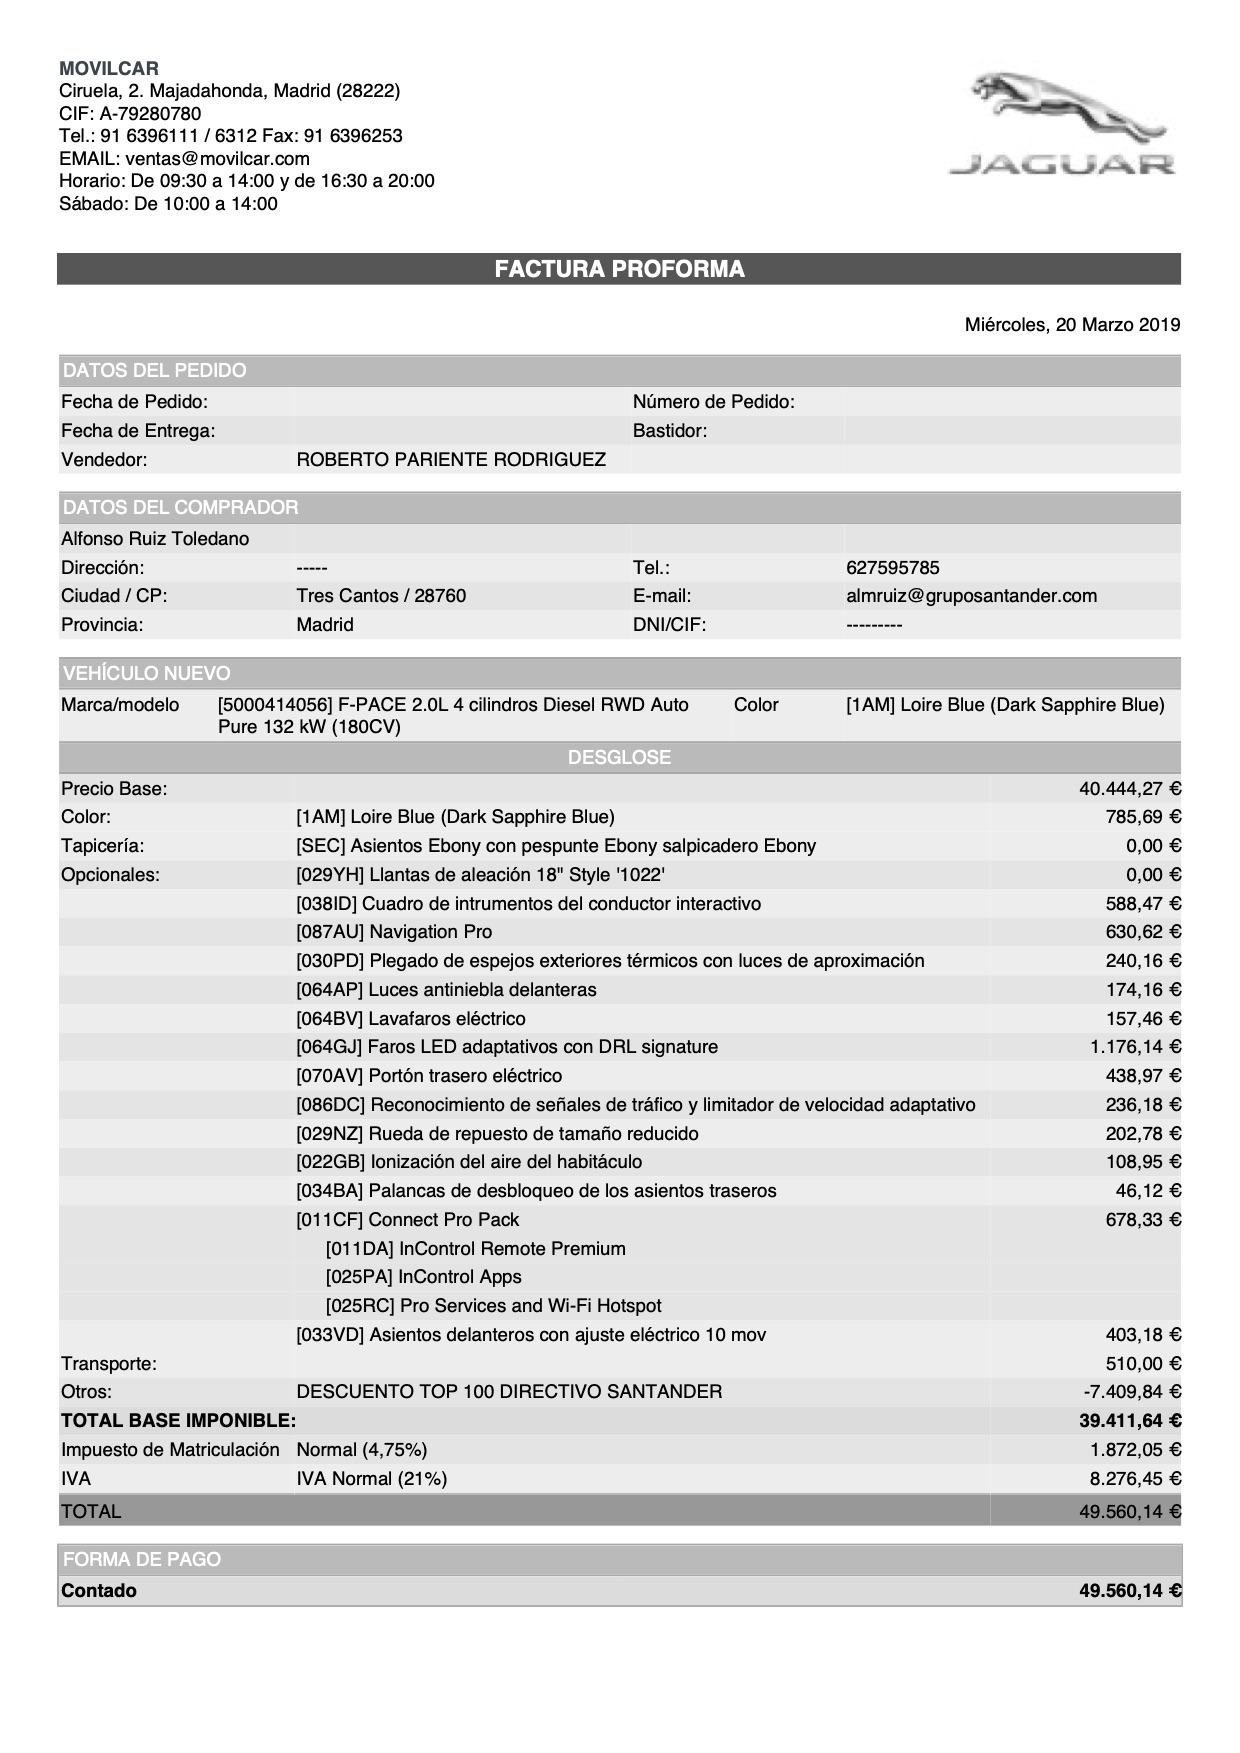 MOVILCAR
Ciruela, 2. Majadahonda, Madrid (28222)
CIF: A-79280780
Tel.: 91 6396111 / 6312 Fax: 91 6396253
EMAIL: ventas@movilcar.com
Horario: De 09:30 a 14:00 y de 16:30 a 20:00
Sábado: De 10:00 a 14:00
JAGUAR
FACTURA PROFORMA
Miércoles, 20 Marzo 2019
DATOS DEL PEDIDO
Fecha de Pedido: Número de Pedido:
Fecha de Entrega: Bastidor:
Vendedor: ROBERTO PARIENTE RODRIGUEZ
DATOS DEL COMPRADOR
Alfonso Ruiz Toledano
Dirección: ----- Tel.: 627595785
Ciudad / CP: Tres Cantos / 28760 E-mail: almruiz@gruposantander.com
Provincia: Madrid DNI/CIF: ---------
VEHÍCULO NUEVO
Marca/modelo [5000414056] F-PACE 2.0L 4 cilindros Diesel RWD Auto Color [1AM] Loire Blue (Dark Sapphire Blue)
Pure 132 kW (180CV)
DESGLOSE
Precio Base: 40.444,27 €
Color: [1AM] Loire Blue (Dark Sapphire Blue) 785,69 €
Tapicería: [SEC] Asientos Ebony con pespunte Ebony salpicadero Ebony 0,00 €
Opcionales: [029YH] Llantas de aleación 18" Style '1022' 0,00 €
[038ID] Cuadro de intrumentos del conductor interactivo 588,47 €
[087AU] Navigation Pro 630,62 €
[030PD] Plegado de espejos exteriores térmicos con luces de aproximación 240,16 €
[064AP] Luces antiniebla delanteras 174,16 €
[064BV] Lavafaros eléctrico 157,46 €
[064GJ] Faros LED adaptativos con DRL signature 1.176,14 €
[070AV] Portón trasero eléctrico 438,97 €
[086DC] Reconocimiento de señales de tráfico y limitador de velocidad adaptativo 236,18 €
[029NZ] Rueda de repuesto de tamaño reducido 202,78 €
[022GB] Ionización del aire del habitáculo 108,95 €
[034BA] Palancas de desbloqueo de los asientos traseros 46,12 €
[011CF] Connect Pro Pack 678,33 €
[011DA] InControl Remote Premium
[025PA] InControl Apps
[025RC] Pro Services and Wi-Fi Hotspot
[033VD] Asientos delanteros con ajuste eléctrico 10 mov 403,18 €
Transporte: 510,00 €
Otros: DESCUENTO TOP 100 DIRECTIVO SANTANDER -7.409,84 €
TOTAL BASE IMPONIBLE: 39.411,64 €
Impuesto de Matriculación Normal (4,75%) 1.872,05 €
IVA IVA Normal (21%) 8.276,45 €
TOTAL 49.560,14 €
FORMA DE PAGO
Contado 49.560,14 €